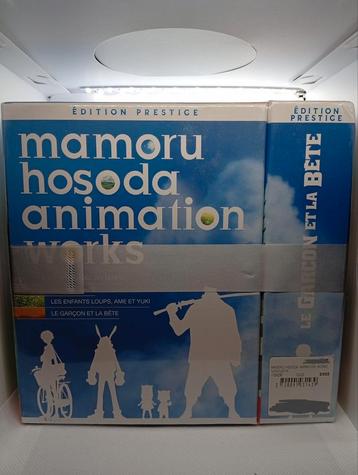 ÉDITION PRESTIGE
mamoru
hosoda
animation
works
LES ENFANTS LOUPS, AME ET YUKI
LE GARÇON ET LA BÊTE
ÉDITION
PRESTIGE
LE GARÇON ET LA BÊTE